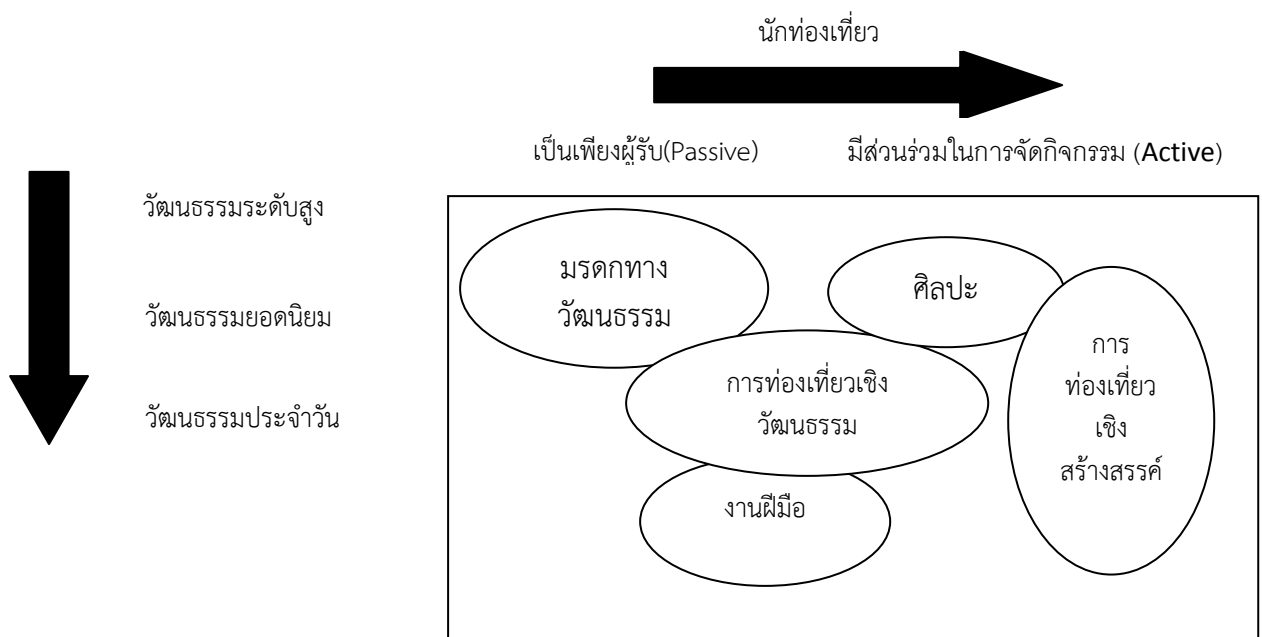 นักท่องเที่ยว
เป็นเพียงผู้รับ(Passive)
มีส่วนร่วมในการจัดกิจกรรม (Active)
วัฒนธรรมระดับสูง
วัฒนธรรมยอดนิยม
วัฒนธรรมประจำวัน
มรดกทาง
วัฒนธรรม
ศิลปะ
การท่องเที่ยวเชิง
วัฒนธรรม
งานฝีมือ
การ
ท่องเที่ยว
เชิง
สร้างสรรค์